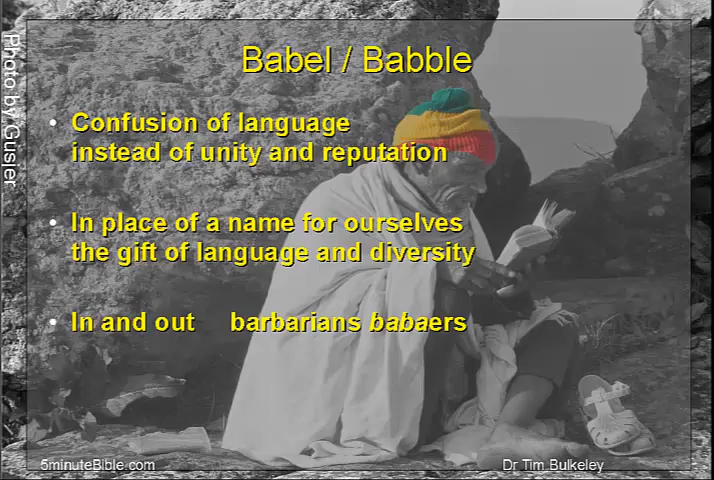 Babel / Babble
• Confusion of language
instead of unity and reputation
• In place of a name for ourselves
the gift of language and diversity
• In and out barbarians babaers
Photo by Gusler
5minuteBible.com
Dr Tim Bulkeley